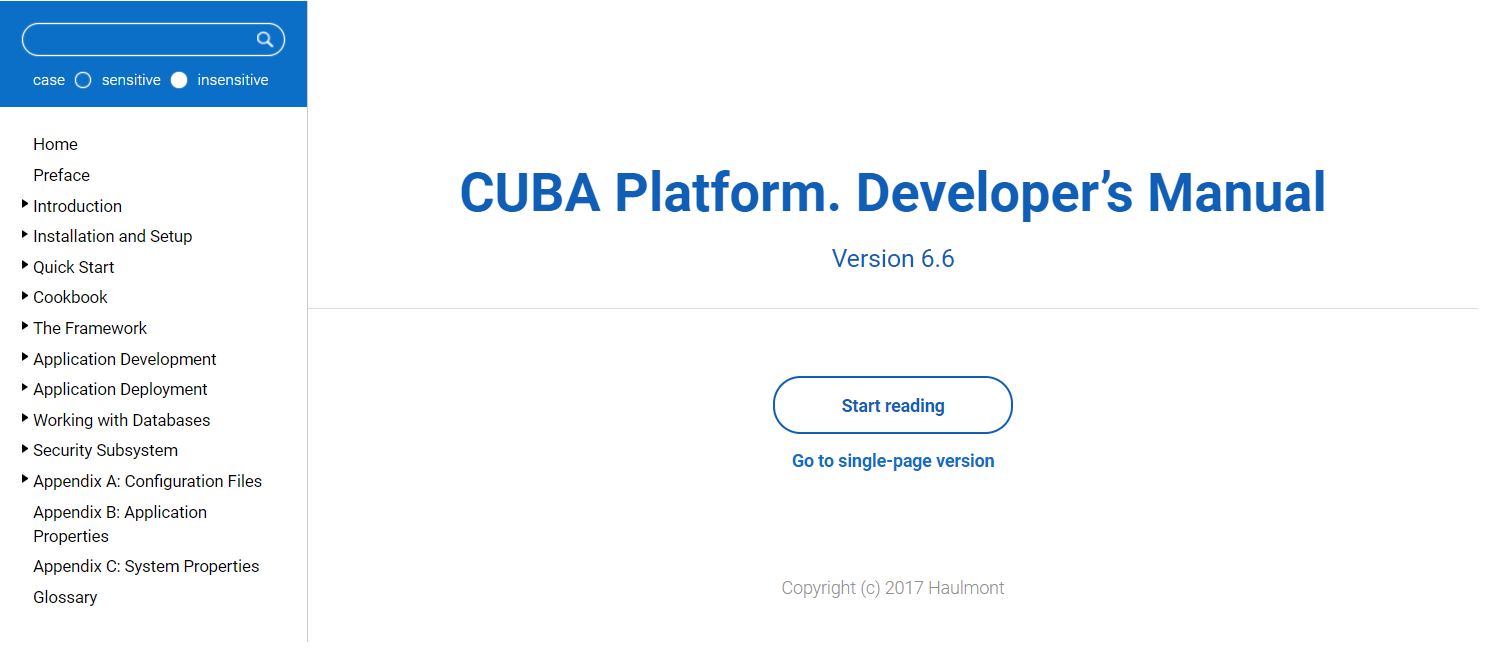 case sensitive insensitive
Home
Preface
Introduction
Installation and Setup
Quick Start
Cookbook
The Framework
Application Development
Application Deployment
Working with Databases
Security Subsystem
Appendix A: Configuration Files
Appendix B: Application
Properties
Appendix C: System Properties
Glossary
CUBA Platform. Developer’s Manual
Version 6.6
Start reading
Go to single-page version
Copyright (c) 2017 Haulmont